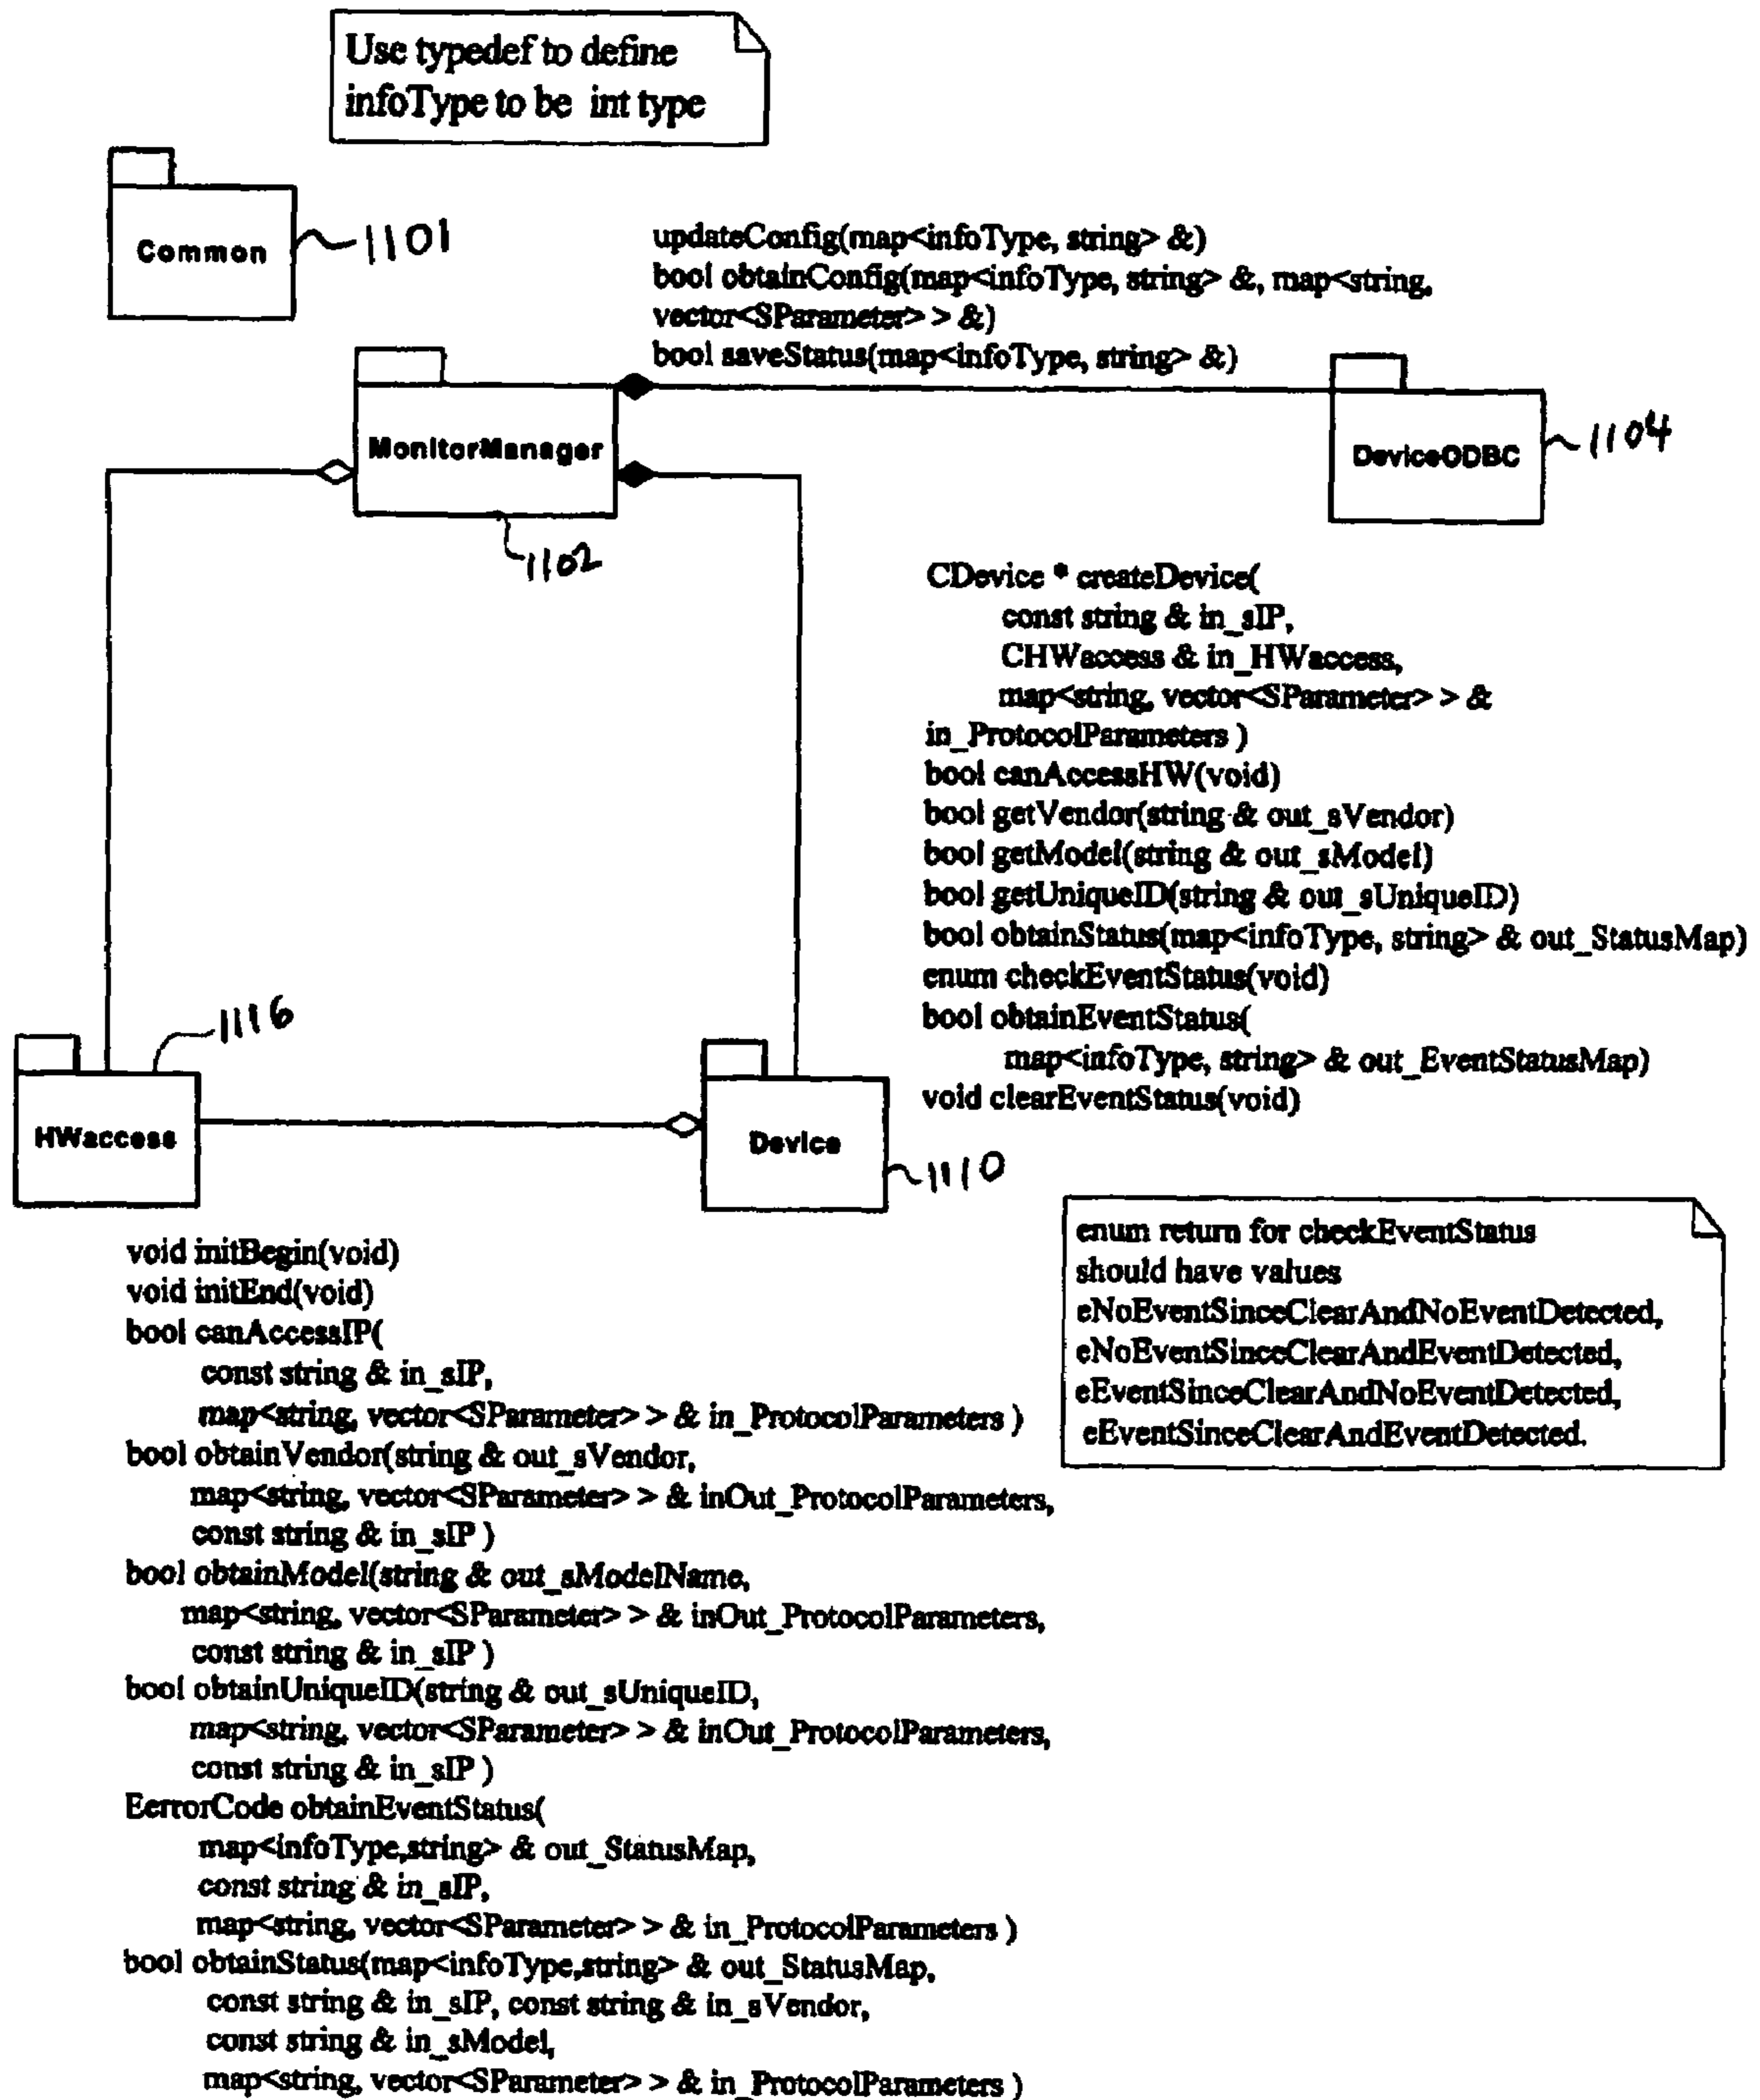 Use typedef to define
infoType to be int type
Common
1101
updateConfig(map<infoType, string> &)
bool obtainConfig(map<infoType, string> &, map<string,
vector<SParameter> > &)
bool saveStatus(map<infoType, string> &)
MonitorManager
1102
DeviceODBC
1104
CDevice * createDevice(
const string & in_sIP,
CHWaccess & in_HWaccess,
map<string, vector<SParameter> > &
in_ProtocolParameters )
bool canAccessHW(void)
bool getVendor(string & out_sVendor)
bool getModel(string & out_sModel)
bool getUniqueID(string & out_sUniqueID)
bool obtainStatus(map<infoType, string> & out_StatusMap)
enum checkEventStatus(void)
bool obtainEventStatus(
map<infoType, string> & out_EventStatusMap)
void clearEventStatus(void)
HWaccess
1116
Device
1110
enum return for checkEventStatus
should have values
eNoEventSinceClearAndNoEventDetected,
eNoEventSinceClearAndEventDetected,
eEventSinceClearAndNoEventDetected,
eEventSinceClearAndEventDetected.
void initBegin(void)
void initEnd(void)
bool canAccessIP(
const string & in_sIP,
map<string, vector<SParameter> > & in_ProtocolParameters )
bool obtainVendor(string & out_sVendor,
map<string, vector<SParameter> > & inOut_ProtocolParameters,
const string & in_sIP )
bool obtainModel(string & out_sModelName,
map<string, vector<SParameter> > & inOut_ProtocolParameters,
const string & in_sIP )
bool obtainUniqueID(string & out_sUniqueID,
map<string, vector<SParameter> > & inOut_ProtocolParameters,
const string & in_sIP )
EerrorCode obtainEventStatus(
map<infoType,string> & out_StatusMap,
const string & in_sIP,
map<string, vector<SParameter> > & in_ProtocolParameters )
bool obtainStatus(map<infoType,string> & out_StatusMap,
const string & in_sIP, const string & in_sVendor,
const string & in_sModel,
map<string, vector<SParameter> > & in_ProtocolParameters )